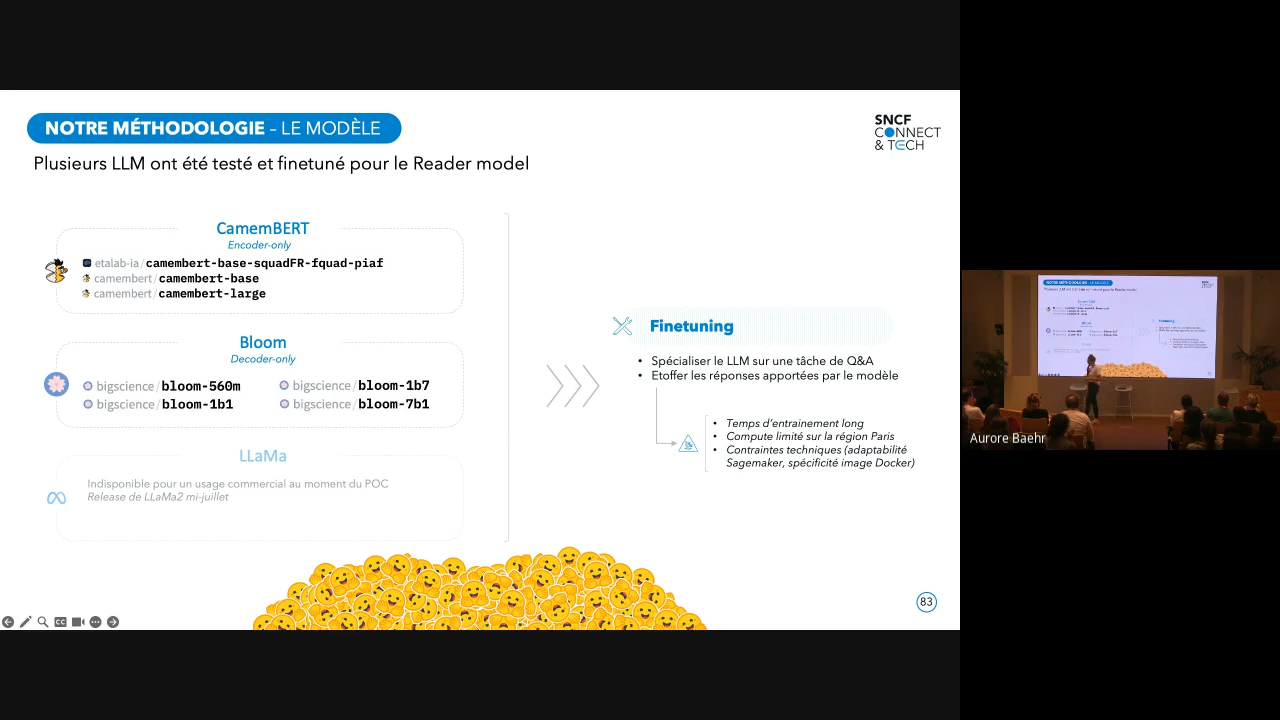 NOTRE MÉTHODOLOGIE – LE MODÈLE
SNCF
CONNECT
& TECH
Plusieurs LLM ont été testé et finetuné pour le Reader model
CamemBERT
Encoder-only
etalab-ia/camembert-base-squadFR-fquad-piaf
camembert/camembert-base
camembert/camembert-large
Bloom
Decoder-only
bigscience/bloom-560m
bigscience/bloom-1b7
bigscience/bloom-1b1
bigscience/bloom-7b1
LLaMa
Indisponible pour un usage commercial au moment du POC
Release de LLaMa2 mi-juillet
Finetuning
• Spécialiser le LLM sur une tâche de Q&A
• Etoffer les réponses apportées par le modèle
• Temps d’entrainement long
• Compute limité sur la région Paris
• Contraintes techniques (adaptabilité
Sagemaker, spécificité image Docker)
83
CC
Aurore Baehr